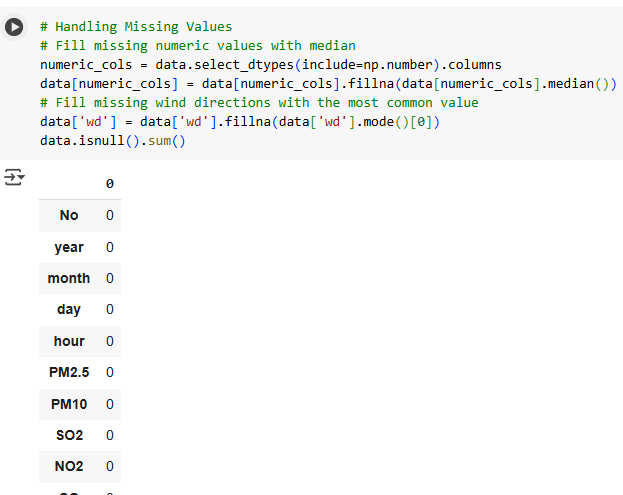 # Handling Missing Values
# Fill missing numeric values with median
numeric_cols = data.select_dtypes(include=np.number).columns
data[numeric_cols] = data[numeric_cols].fillna(data[numeric_cols].median())
# Fill missing wind directions with the most common value
data['wd'] = data['wd'].fillna(data['wd'].mode()[0])
data.isnull().sum()
0
No 0
year 0
month 0
day 0
hour 0
PM2.5 0
PM10 0
SO2 0
NO2 0